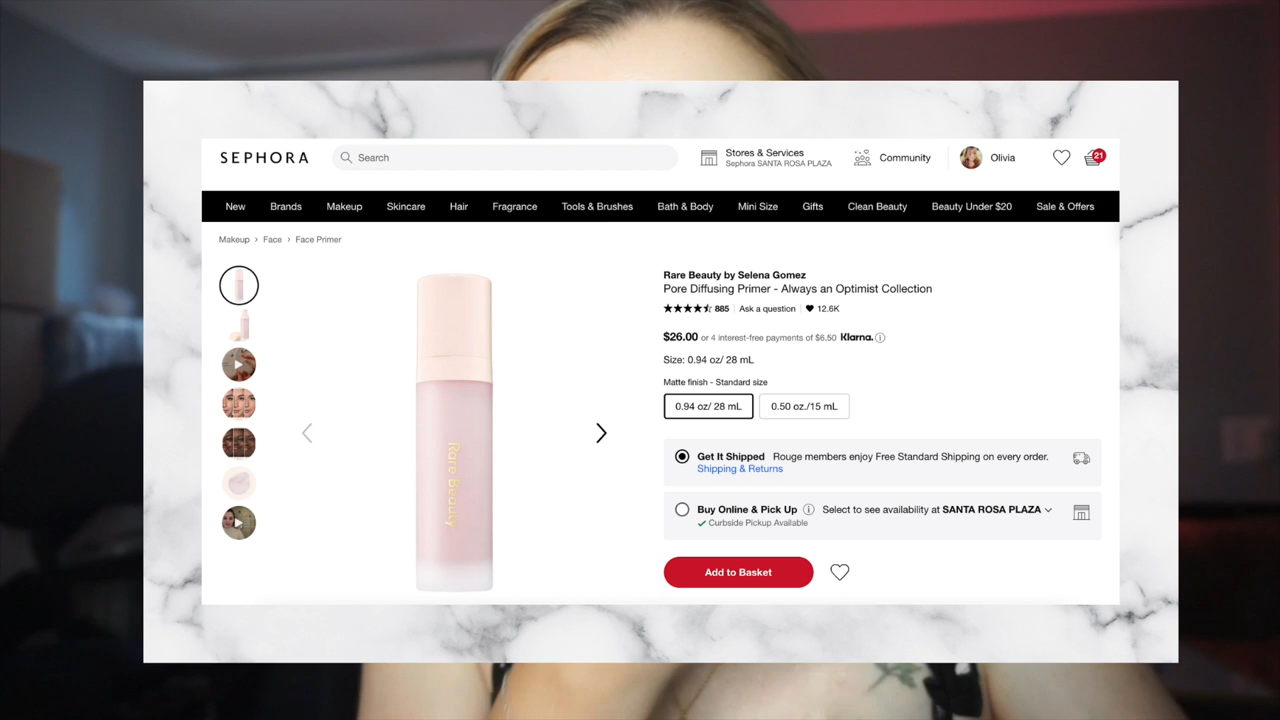 SEPHORA
Search
Stores & Services
Sephora SANTA ROSA PLAZA
Community
Olivia
21
New Brands Makeup Skincare Hair Fragrance Tools & Brushes Bath & Body Mini Size Gifts Clean Beauty Beauty Under $20 Sale & Offers
Makeup > Face > Face Primer
Rare Beauty
Rare Beauty by Selena Gomez
Pore Diffusing Primer - Always an Optimist Collection
885 Ask a question 12.6K
$26.00 or 4 interest-free payments of $6.50 Klarna.
Size: 0.94 oz/ 28 mL
Matte finish - Standard size
0.94 oz/ 28 mL 0.50 oz./15 mL
Get It Shipped Rouge members enjoy Free Standard Shipping on every order.
Shipping & Returns
Buy Online & Pick Up Select to see availability at SANTA ROSA PLAZA
Curbside Pickup Available
Add to Basket